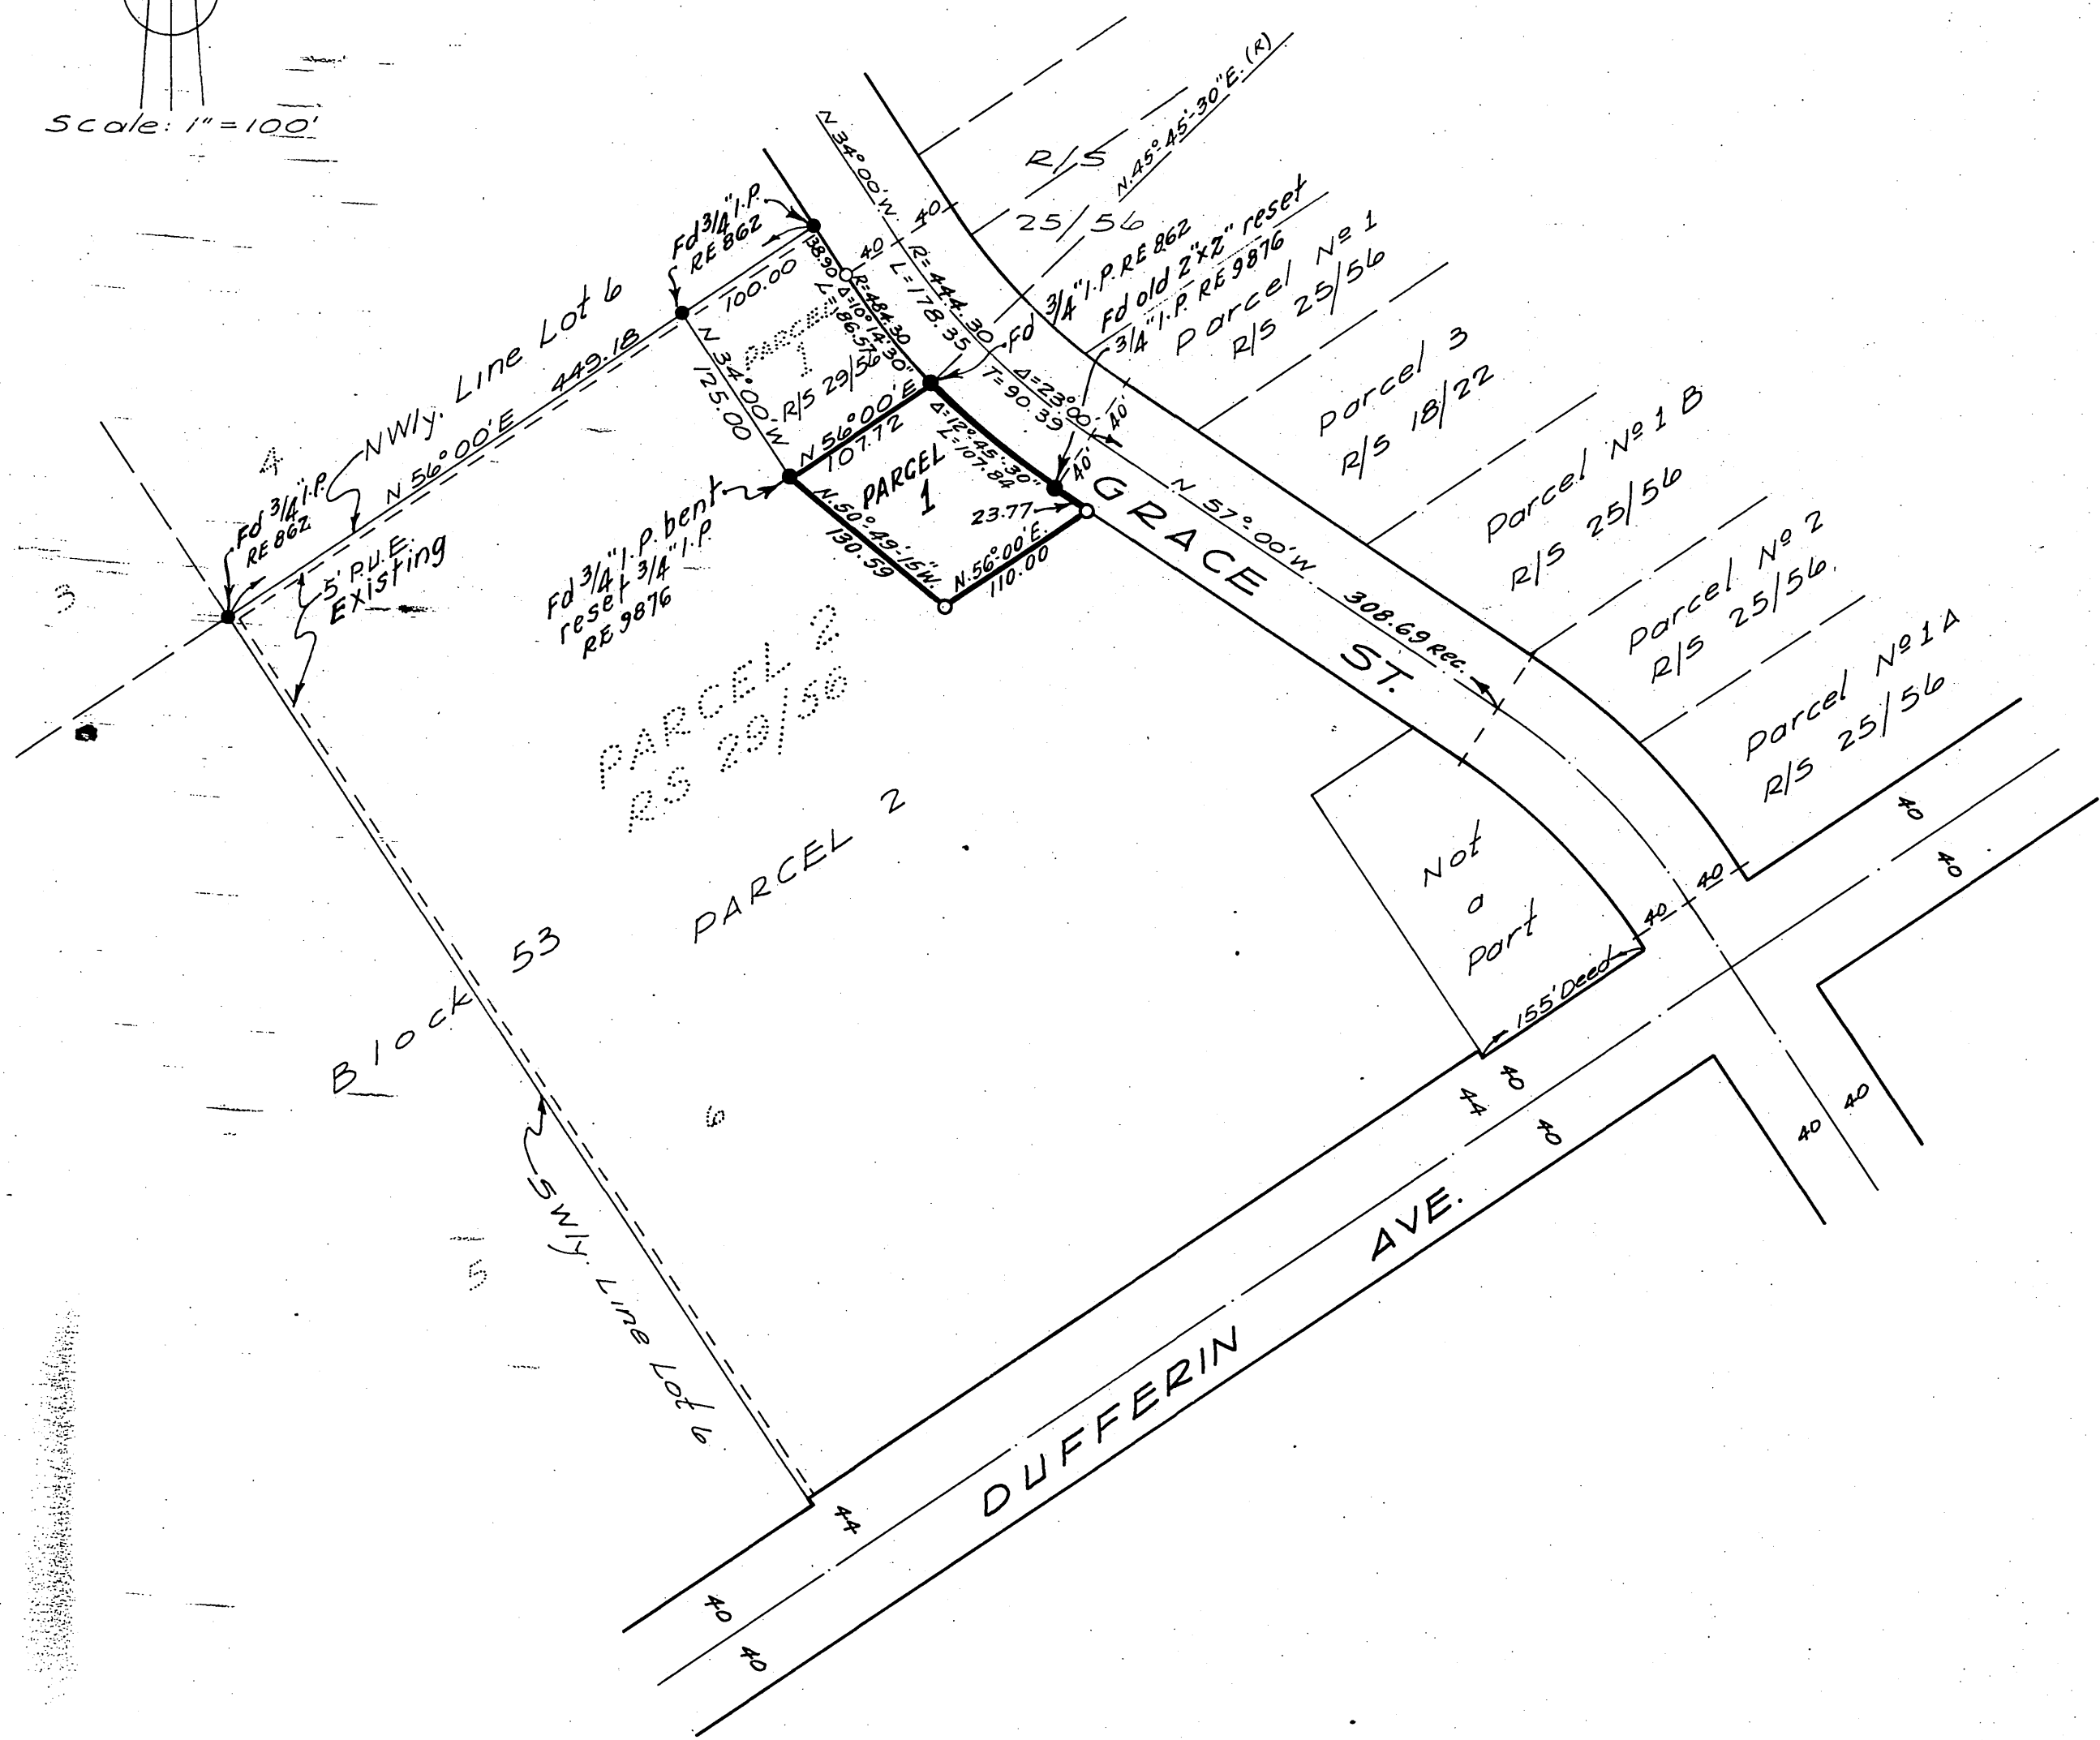 Scale: 1"=100'
R/S
25/56
N.45°-45'-30"E.(R)
N 34°00'W.
R=444.30
L=178.35
Δ=23°00'
T=90.39
40
40
Fd 3/4" I.P.
RE 862
100.00
38.90
R=484.30
Δ=10°14'30"
L=86.57
PARCEL
1
R/S 29/56
N 34°00'W
125.00
Fd 3/4" I.P. RE 862
Fd old 2"x2" reset
3/4" I.P. RE 9876
Parcel Nº 1
R/S 25/56
Parcel 3
R/S 18/22
Parcel Nº 1 B
R/S 25/56
Parcel Nº 2
R/S 25/56.
Parcel Nº 1 A
R/S 25/56
NWly. Line Lot 6
N 56°00'E 449.18
4
3
Fd 3/4" I.P.
RE 862
5' P.U.E.
Existing
N 56°00'E
107.72
PARCEL
1
Δ=12°-45'-30"
L=107.84
40'
40'
23.77
N.50°-49'-15"W.
130.59
N.56°-00'E.
110.00
Fd 3/4" I.P. bent
reset 3/4" I.P.
RE 9876
GRACE ST.
N 57°00'W 308.69 Rec.
PARCEL 2
RS 29/56
PARCEL 2
Block 53
6
5
SWly. Line Lot 6
Not
a
Part
155' Deed
40
40
40
40
44
40
40
40
40
DUFFERIN AVE.
44
40
40